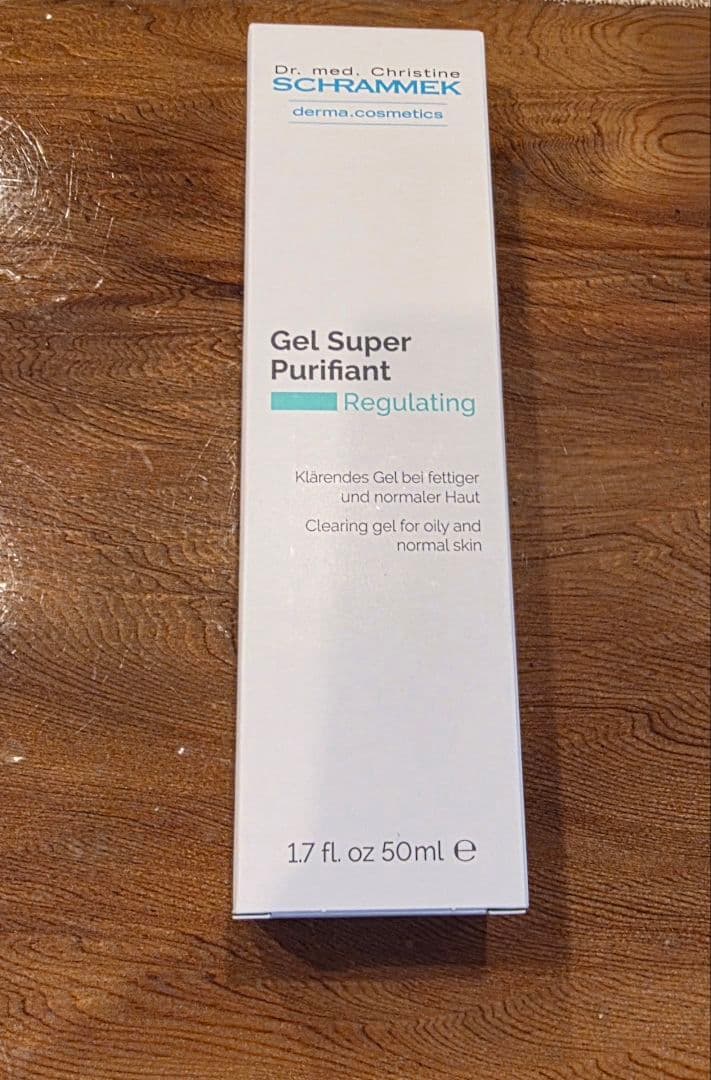 Dr. med. Christine
SCHRAMMEK
derma.cosmetics
Gel Super
Purifiant
Regulating
Klärendes Gel bei fettiger
und normaler Haut
Clearing gel for oily and
normal skin
1.7 fl. oz 50ml ℮